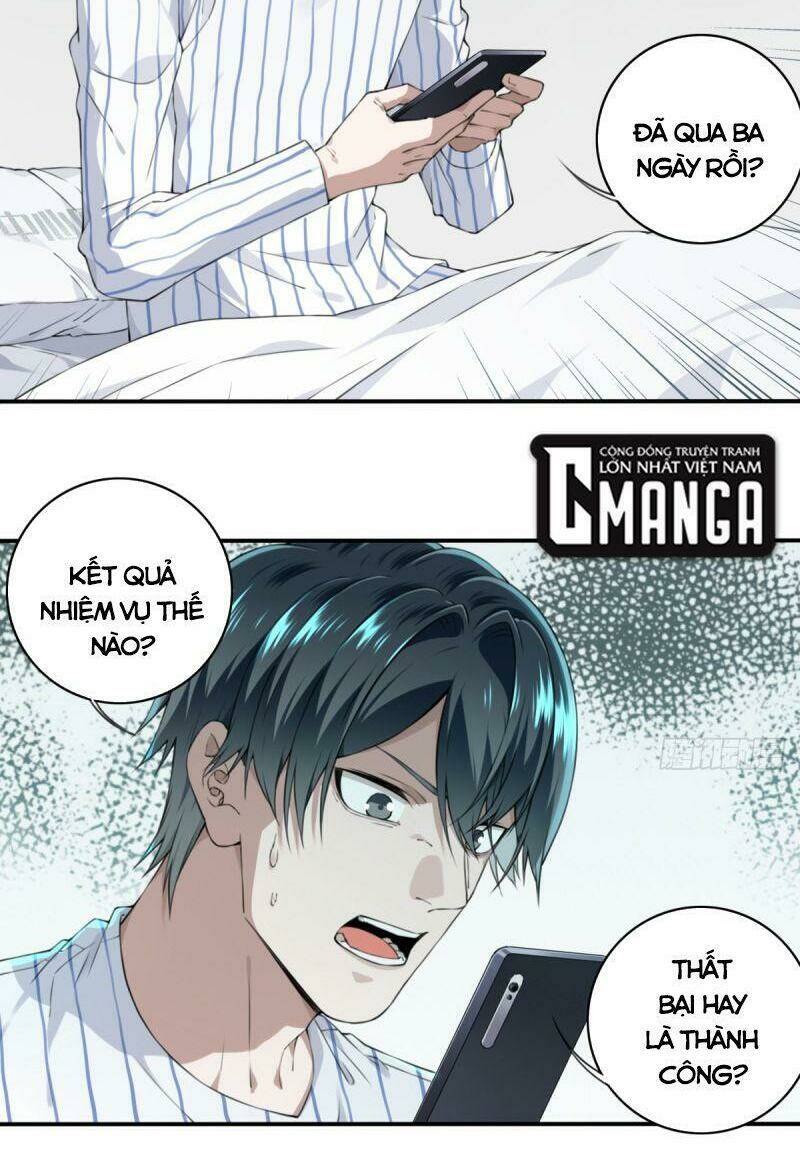 ĐÃ QUA BA
NGÀY RỒI?
CỘNG ĐỒNG TRUYỆN TRANH
LỚN NHẤT VIỆT NAM
CMANGA
KẾT QUẢ
NHIỆM VỤ THẾ
NÀO?
THẤT
BẠI HAY
LÀ THÀNH
CÔNG?